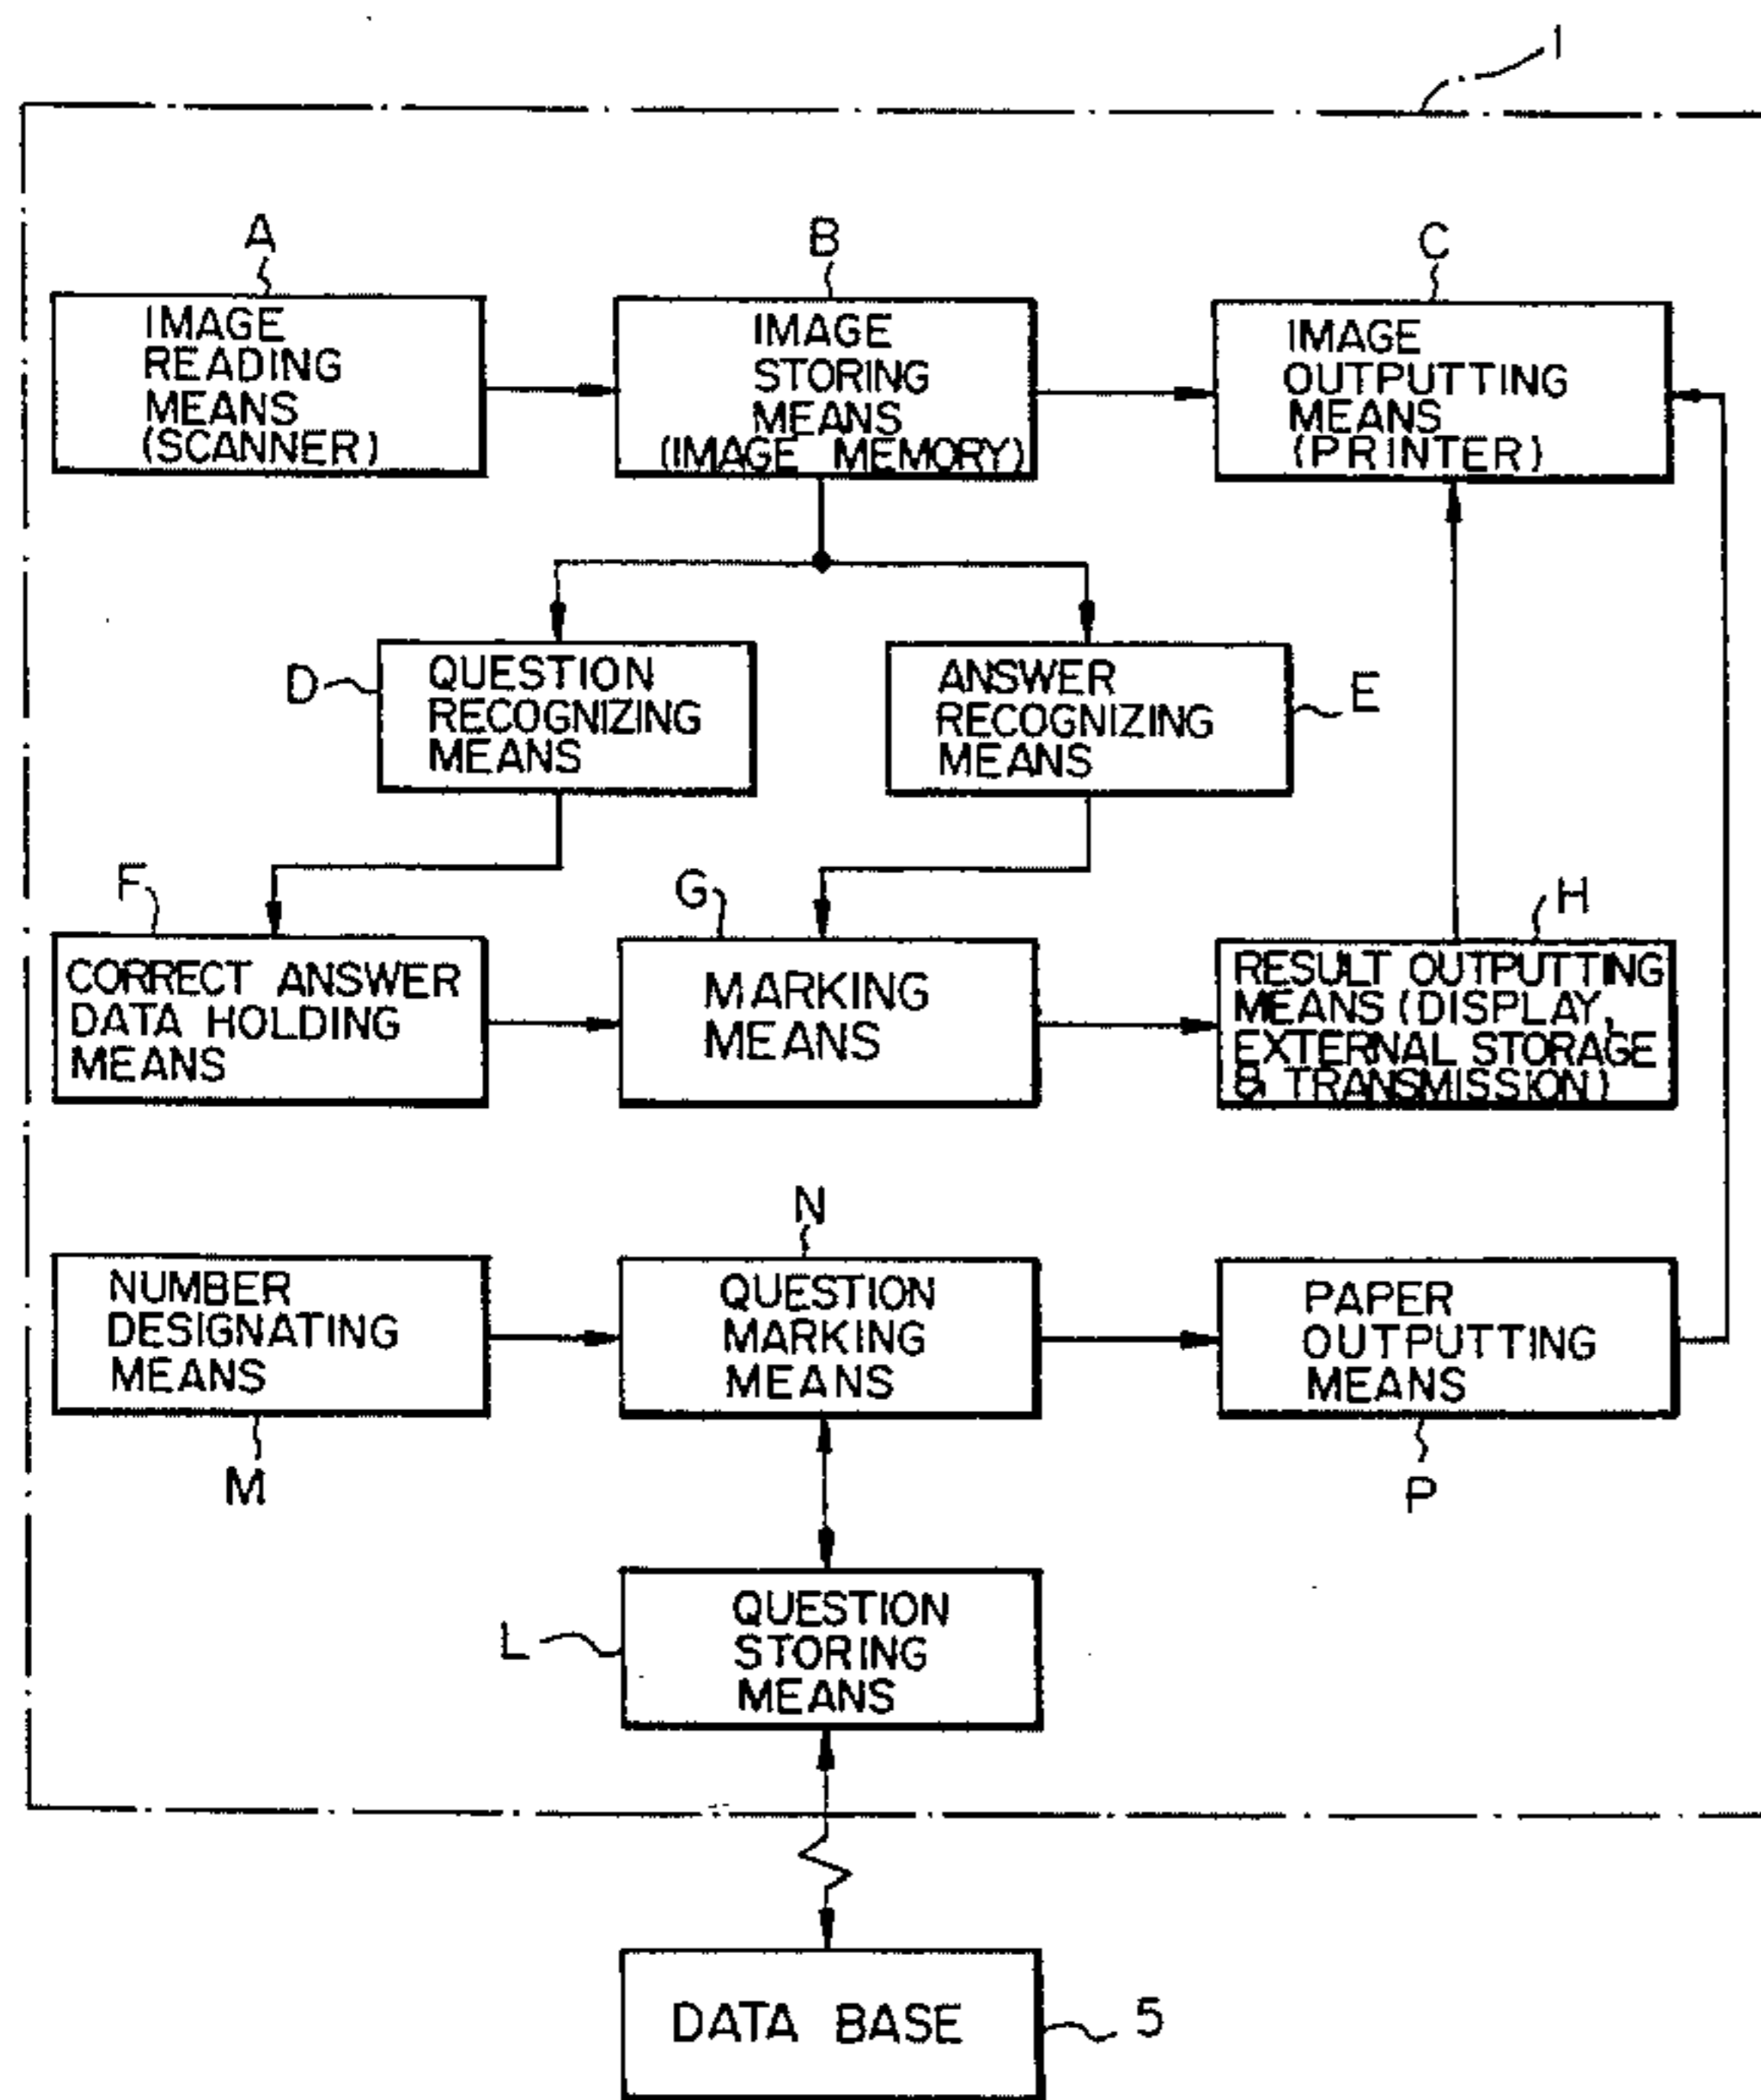 1
A
IMAGE
READING
MEANS
(SCANNER)
B
IMAGE
STORING
MEANS
(IMAGE MEMORY)
C
IMAGE
OUTPUTTING
MEANS
(PRINTER)
D
QUESTION
RECOGNIZING
MEANS
ANSWER
RECOGNIZING
MEANS
E
F
CORRECT ANSWER
DATA HOLDING
MEANS
G
MARKING
MEANS
H
RESULT OUTPUTTING
MEANS (DISPLAY,
EXTERNAL STORAGE
& TRANSMISSION)
NUMBER
DESIGNATING
MEANS
M
N
QUESTION
MARKING
MEANS
PAPER
OUTPUTTING
MEANS
P
L
QUESTION
STORING
MEANS
DATA BASE
5